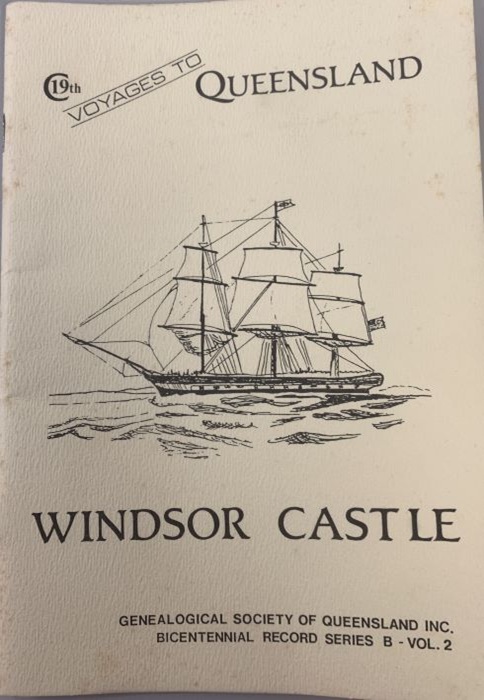 C19th
VOYAGES TO
QUEENSLAND
WINDSOR CASTLE
GENEALOGICAL SOCIETY OF QUEENSLAND INC.
BICENTENNIAL RECORD SERIES B - VOL. 2